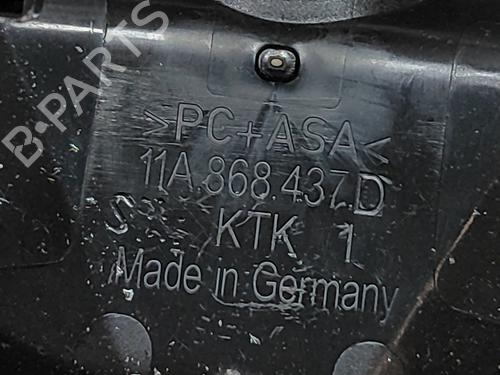 B-PARTS
>PC+ASA<
11A.868.437.D
S KTK 1
Made in Germany